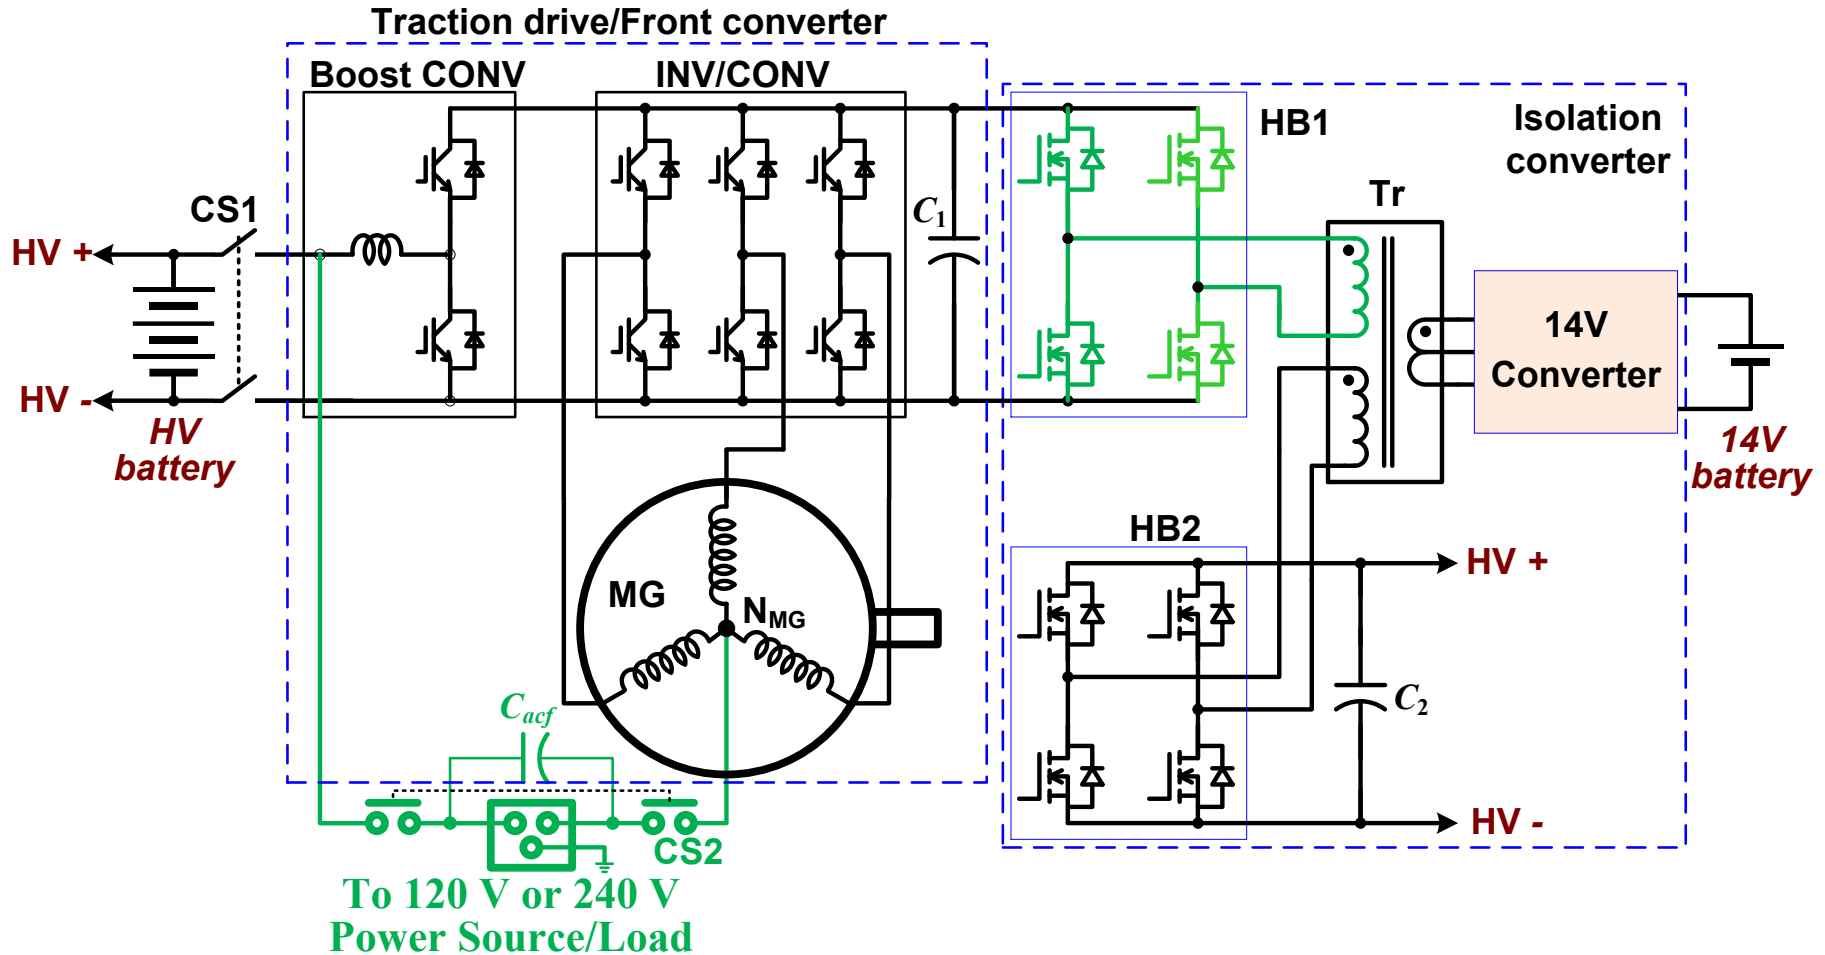 Traction drive/Front converter
Boost CONV
INV/CONV
HB1
Isolation
converter
CS1
C1
Tr
HV +
HV -
HV
battery
14V
Converter
14V
battery
HB2
MG
NMG
HV +
C2
Cacf
HV -
CS2
To 120 V or 240 V
Power Source/Load